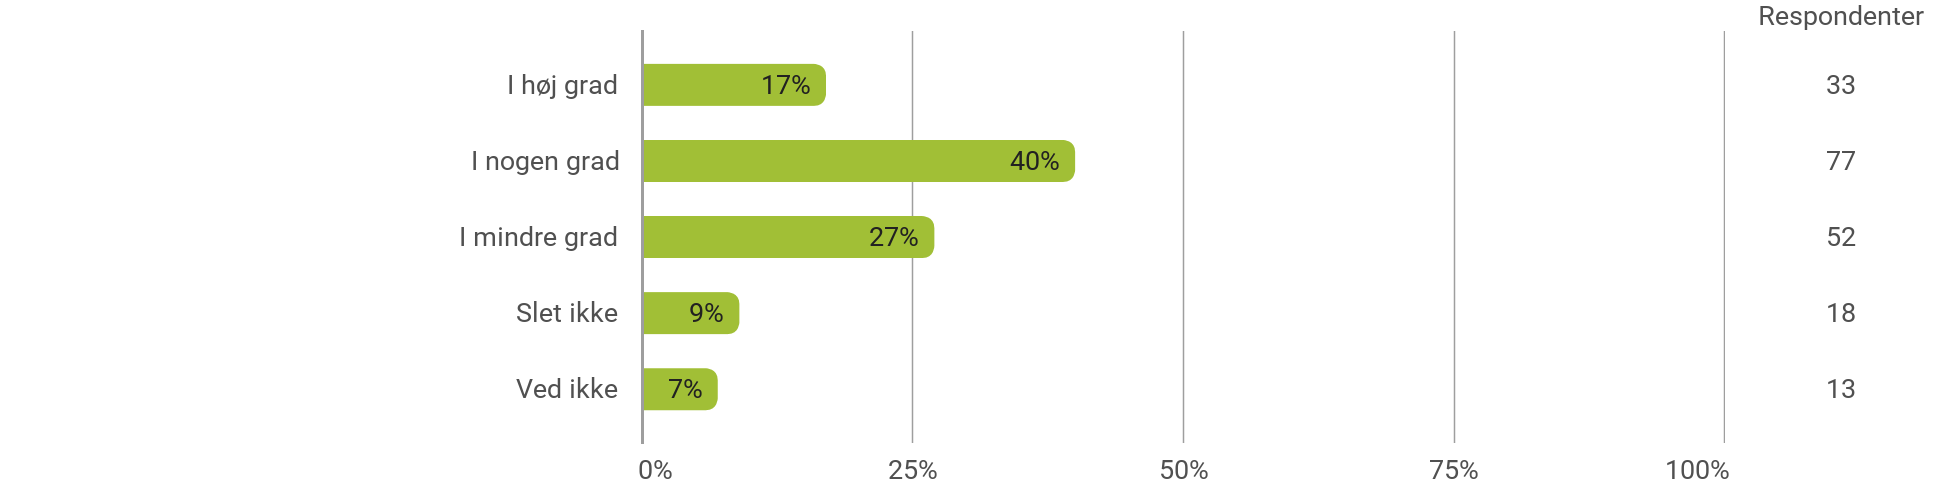 Respondenter
I høj grad 17% 33
I nogen grad 40% 77
I mindre grad 27% 52
Slet ikke 9% 18
Ved ikke 7% 13
0% 25% 50% 75% 100%